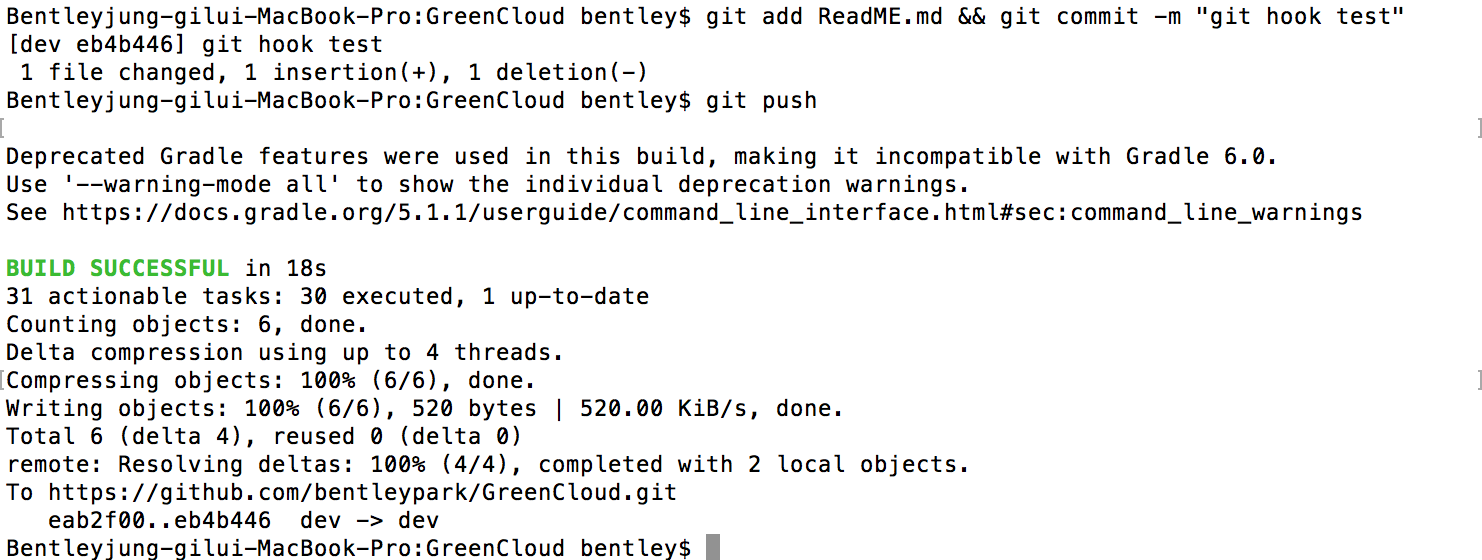 Bentleyjung-gilui-MacBook-Pro:GreenCloud bentley$ git add ReadME.md && git commit -m "git hook test"
[dev eb4b446] git hook test
 1 file changed, 1 insertion(+), 1 deletion(-)
Bentleyjung-gilui-MacBook-Pro:GreenCloud bentley$ git push
[ ]
Deprecated Gradle features were used in this build, making it incompatible with Gradle 6.0.
Use '--warning-mode all' to show the individual deprecation warnings.
See https://docs.gradle.org/5.1.1/userguide/command_line_interface.html#sec:command_line_warnings
BUILD SUCCESSFUL in 18s
31 actionable tasks: 30 executed, 1 up-to-date
Counting objects: 6, done.
Delta compression using up to 4 threads.
[Compressing objects: 100% (6/6), done. ]
Writing objects: 100% (6/6), 520 bytes | 520.00 KiB/s, done.
Total 6 (delta 4), reused 0 (delta 0)
remote: Resolving deltas: 100% (4/4), completed with 2 local objects.
To https://github.com/bentleypark/GreenCloud.git
   eab2f00..eb4b446  dev -> dev
Bentleyjung-gilui-MacBook-Pro:GreenCloud bentley$